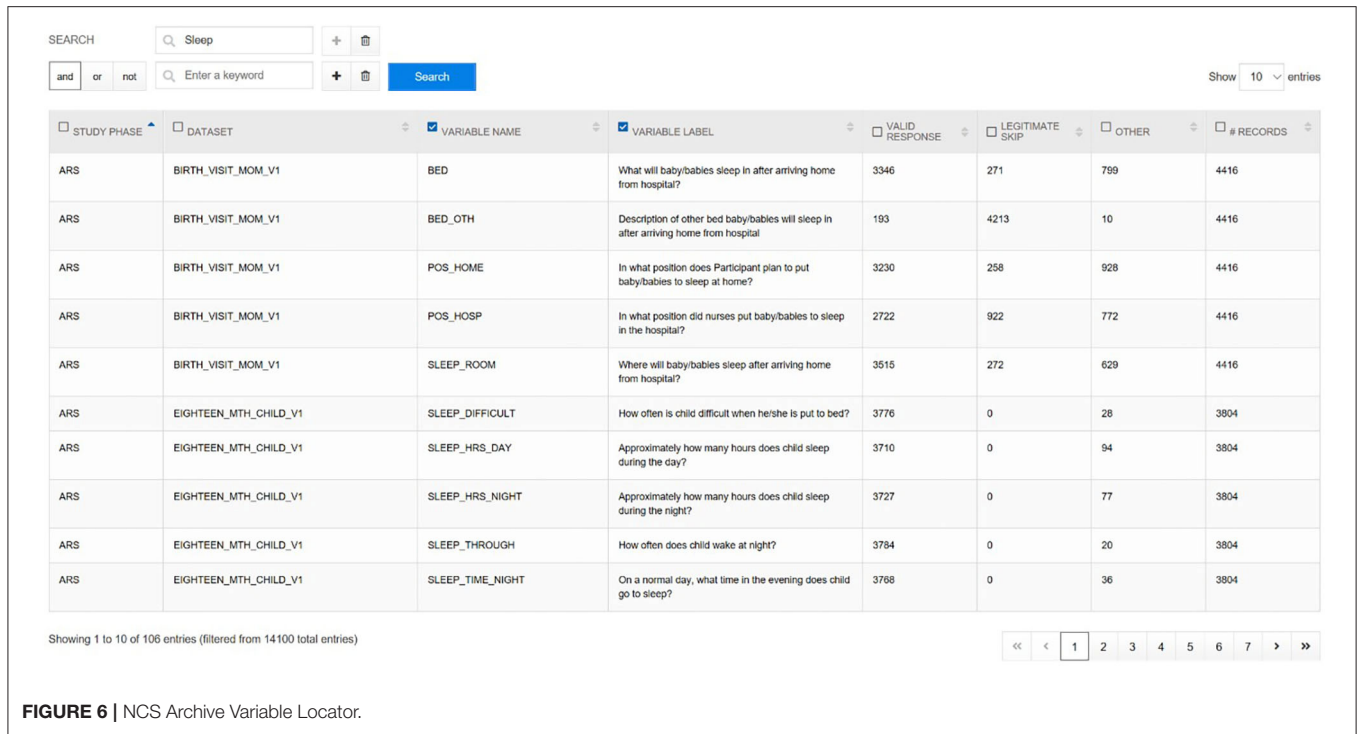 SEARCH Sleep
and or not Enter a keyword Search Show 10 entries
STUDY PHASE DATASET VARIABLE NAME VARIABLE LABEL VALID RESPONSE LEGITIMATE SKIP OTHER # RECORDS
ARS BIRTH_VISIT_MOM_V1 BED What will baby/babies sleep in after arriving home 3346 271 799 4416
from hospital?
ARS BIRTH_VISIT_MOM_V1 BED_OTH Description of other bed baby/babies will sleep in 193 4213 10 4416
after arriving home from hospital
ARS BIRTH_VISIT_MOM_V1 POS_HOME In what position does Participant plan to put 3230 258 928 4416
baby/babies to sleep at home?
ARS BIRTH_VISIT_MOM_V1 POS_HOSP In what position did nurses put baby/babies to sleep 2722 922 772 4416
in the hospital?
ARS BIRTH_VISIT_MOM_V1 SLEEP_ROOM Where will baby/babies sleep after arriving home 3515 272 629 4416
from hospital?
ARS EIGHTEEN_MTH_CHILD_V1 SLEEP_DIFFICULT How often is child difficult when he/she is put to bed? 3776 0 28 3804
ARS EIGHTEEN_MTH_CHILD_V1 SLEEP_HRS_DAY Approximately how many hours does child sleep 3710 0 94 3804
during the day?
ARS EIGHTEEN_MTH_CHILD_V1 SLEEP_HRS_NIGHT Approximately how many hours does child sleep 3727 0 77 3804
during the night?
ARS EIGHTEEN_MTH_CHILD_V1 SLEEP_THROUGH How often does child wake at night? 3784 0 20 3804
ARS EIGHTEEN_MTH_CHILD_V1 SLEEP_TIME_NIGHT On a normal day, what time in the evening does child 3768 0 36 3804
go to sleep?
Showing 1 to 10 of 106 entries (filtered from 14100 total entries) « < 1 2 3 4 5 6 7 > »
FIGURE 6 | NCS Archive Variable Locator.